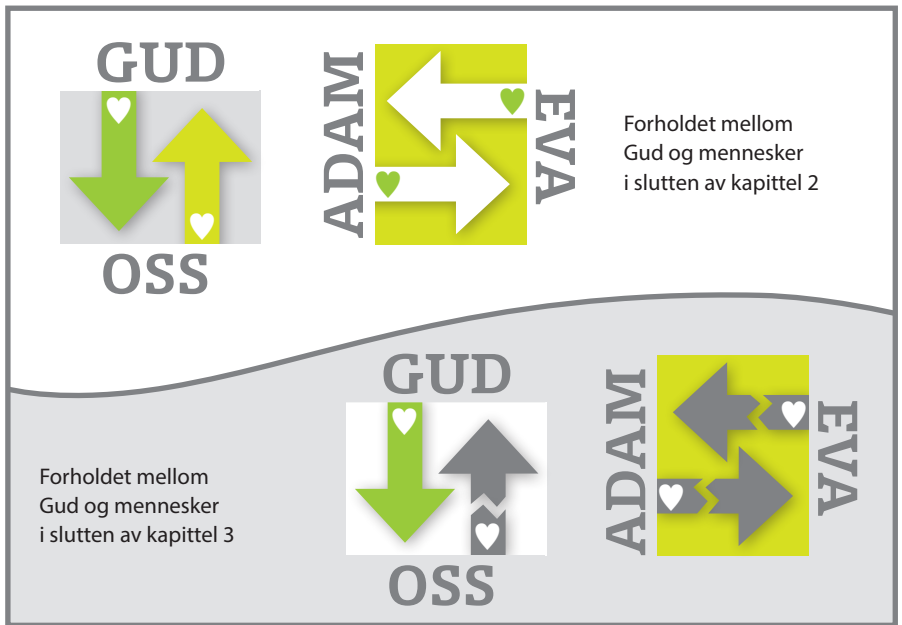 GUD
OSS
ADAM
EVA
Forholdet mellom
Gud og mennesker
i slutten av kapittel 2
Forholdet mellom
Gud og mennesker
i slutten av kapittel 3
GUD
OSS
ADAM
EVA